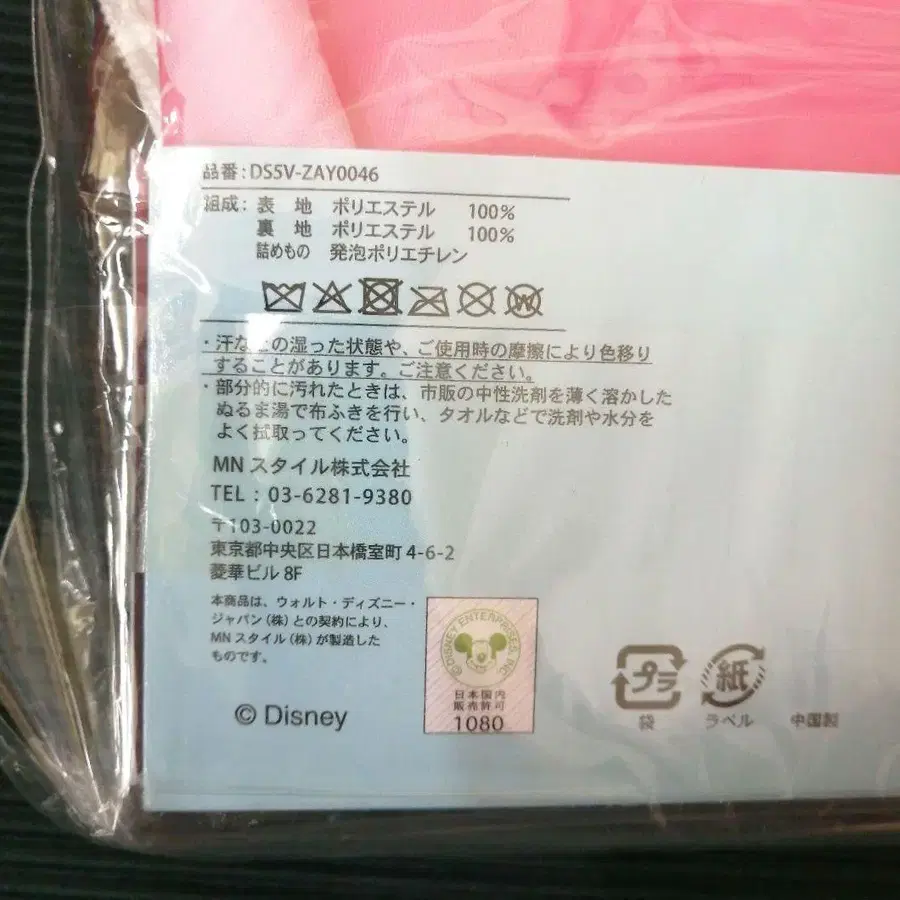 品番:DS5V-ZAY0046
組成:表 地 ポリエステル 100%
裏 地 ポリエステル 100%
詰めもの 発泡ポリエチレン
W
・汗などの湿った状態や、ご使用時の摩擦により色移り
することがあります。ご注意ください。
・部分的に汚れたときは、市販の中性洗剤を薄く溶かした
ぬるま湯で布ふきを行い、タオルなどで洗剤や水分を
よく拭取ってください。
MNスタイル株式会社
TEL : 03-6281-9380
〒103-0022
東京都中央区日本橋室町 4-6-2
菱華ビル 8F
本商品は、ウォルト・ディズニー・
ジャパン(株)との契約により、
MNスタイル(株)が製造した
ものです。
© Disney
© DISNEY ENTERPRISES, INC.
日本国内
販売許可
1080
プラ
袋
紙
ラベル
中国製